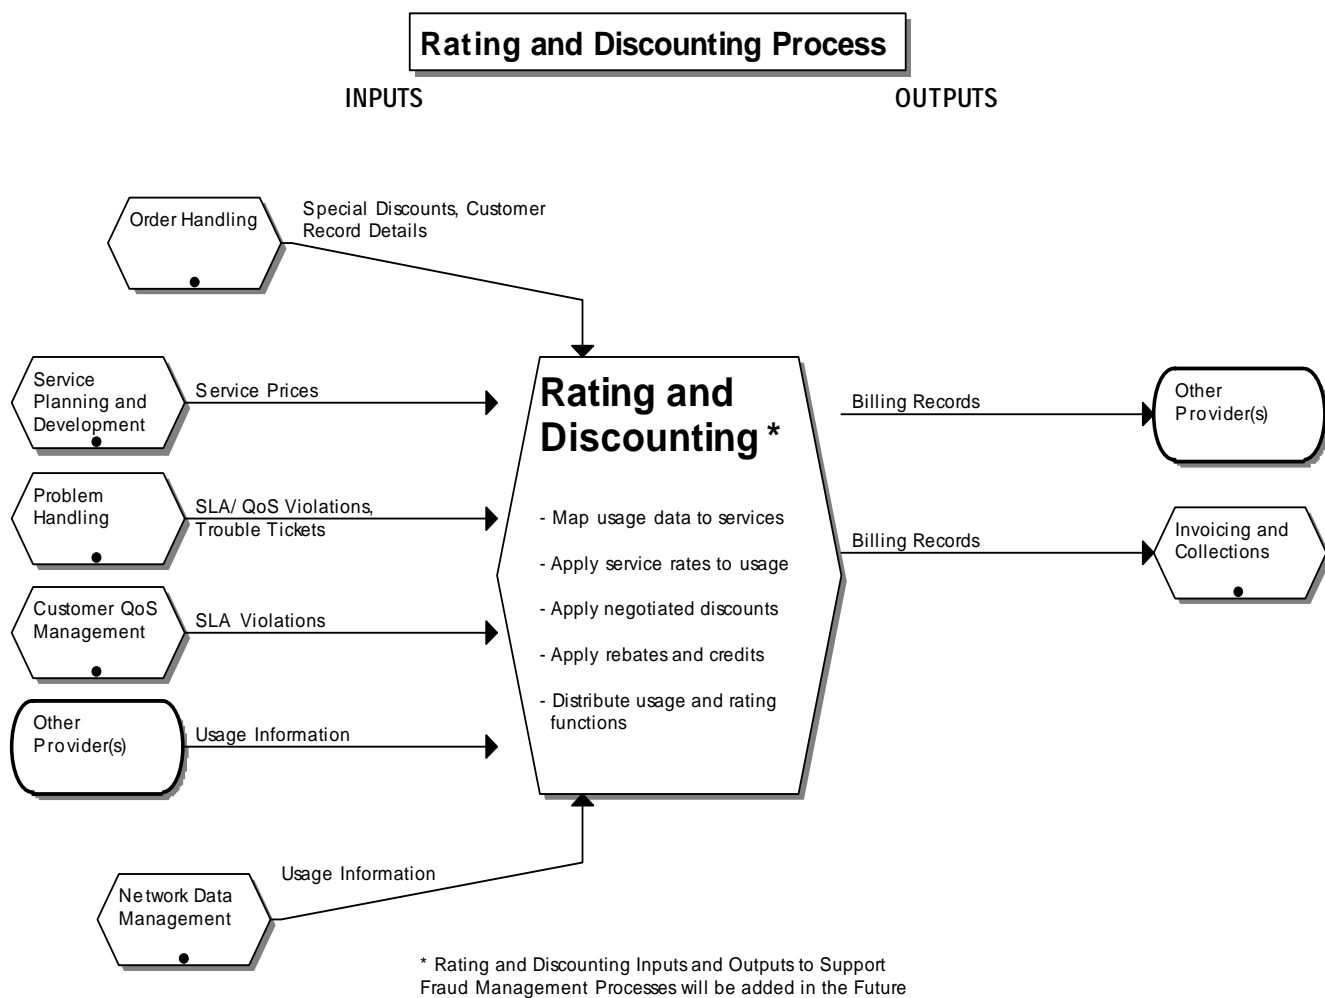 Rating and Discounting Process
INPUTS
OUTPUTS
Order Handling
Special Discounts, Customer
Record Details
Service
Planning and
Development
Service Prices
Problem
Handling
SLA/ QoS Violations,
Trouble Tickets
Customer QoS
Management
SLA Violations
Other
Provider(s)
Usage Information
Network Data
Management
Usage Information
Rating and
Discounting *
- Map usage data to services
- Apply service rates to usage
- Apply negotiated discounts
- Apply rebates and credits
- Distribute usage and rating
functions
Billing Records
Other
Provider(s)
Billing Records
Invoicing and
Collections
* Rating and Discounting Inputs and Outputs to Support
Fraud Management Processes will be added in the Future